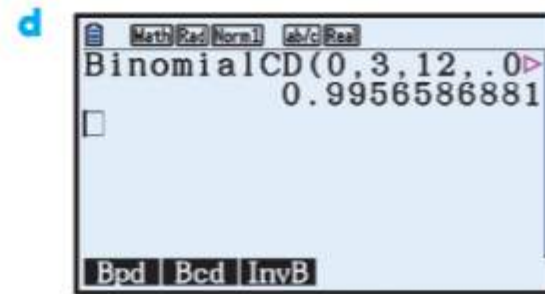 d
Math Rad Norm1 ab/c Real
BinomialCD(0,3,12,.0
0.9956586881
Bpd Bcd InvB